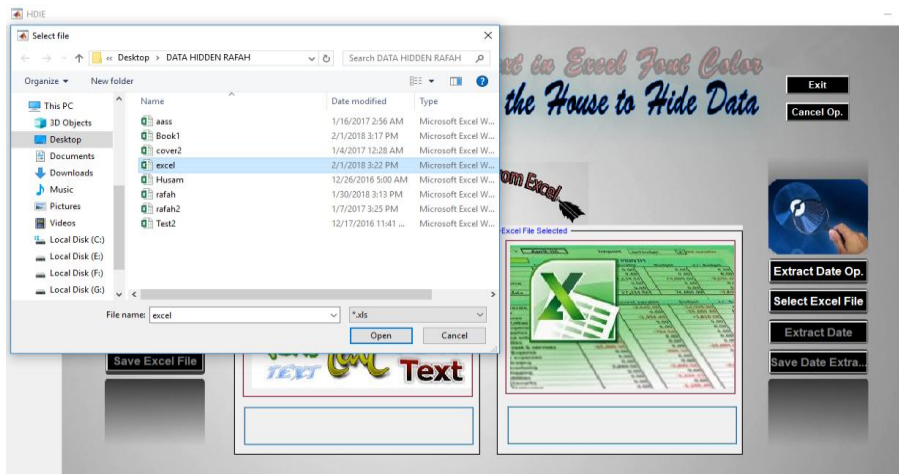 HDIE
Select file
« Desktop > DATA HIDDEN RAFAH
Search DATA HIDDEN RAFAH
Organize
New folder
Name Date modified Type
This PC
3D Objects
Desktop
Documents
Downloads
Music
Pictures
Videos
Local Disk (C:)
Local Disk (E:)
Local Disk (F:)
Local Disk (G:)
aass 1/16/2017 2:56 AM Microsoft Excel W...
Book1 2/1/2018 3:17 PM Microsoft Excel W...
cover2 1/4/2017 12:28 AM Microsoft Excel W...
excel 2/1/2018 3:22 PM Microsoft Excel W...
Husam 12/26/2016 5:00 AM Microsoft Excel W...
rafah 1/30/2018 3:13 PM Microsoft Excel W...
rafah2 1/7/2017 3:25 PM Microsoft Excel W...
Test2 12/17/2016 11:41 ... Microsoft Excel W...
File name: excel *.xls
Open Cancel
ext in Excel Font Color
the House to Hide Data
Exit
Cancel Op.
rom Excel
Excel File Selected
Extract Date Op.
Select Excel File
Extract Date
Save Date Extra...
Save Excel File
TEXT
Text